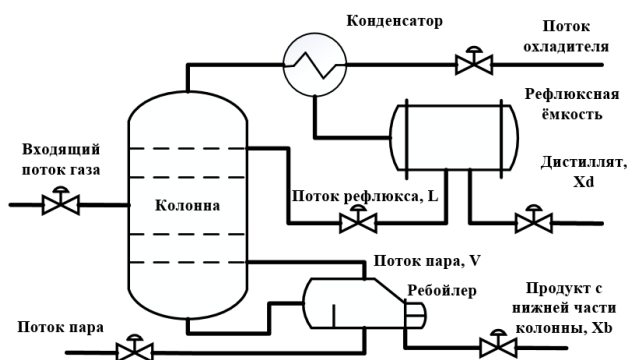 Конденсатор
Поток
охладителя
Рефлюксная
ёмкость
Входящий
поток газа
Дистиллят,
Xd
Колонна
Поток рефлюкса, L
Поток пара, V
Ребойлер
Продукт с
нижней части
колонны, Xb
Поток пара